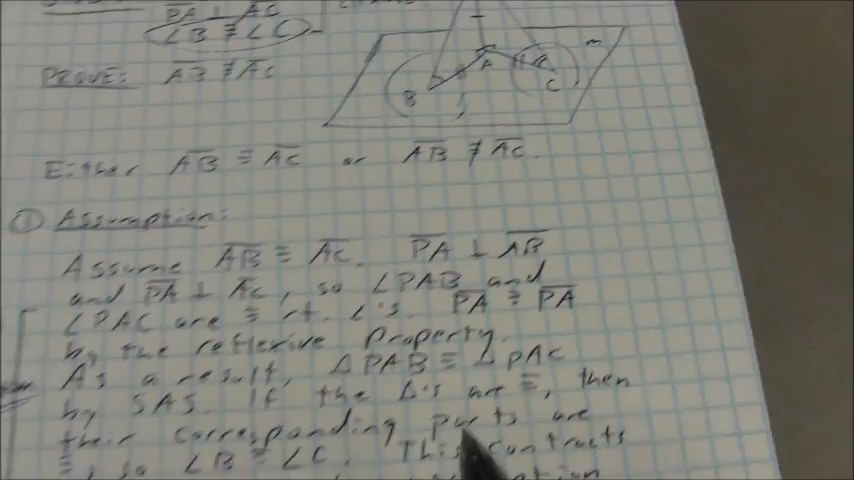 PA ⊥ AC
∠B ≢ ∠C
PROVE: AB ≢ AC
m
A
B
C
Either AB ≅ AC or AB ≢ AC.
① Assumption:
Assume AB ≅ AC. PA ⊥ AB
and PA ⊥ AC, so ∠PAB and
∠PAC are ≅ rt. ∠'s. PA ≅ PA
by the reflexive property.
As a result, △PAB ≅ △PAC
by SAS. If the △'s are ≅, then
their corresponding parts are
≅, so ∠B ≅ ∠C. This contracts